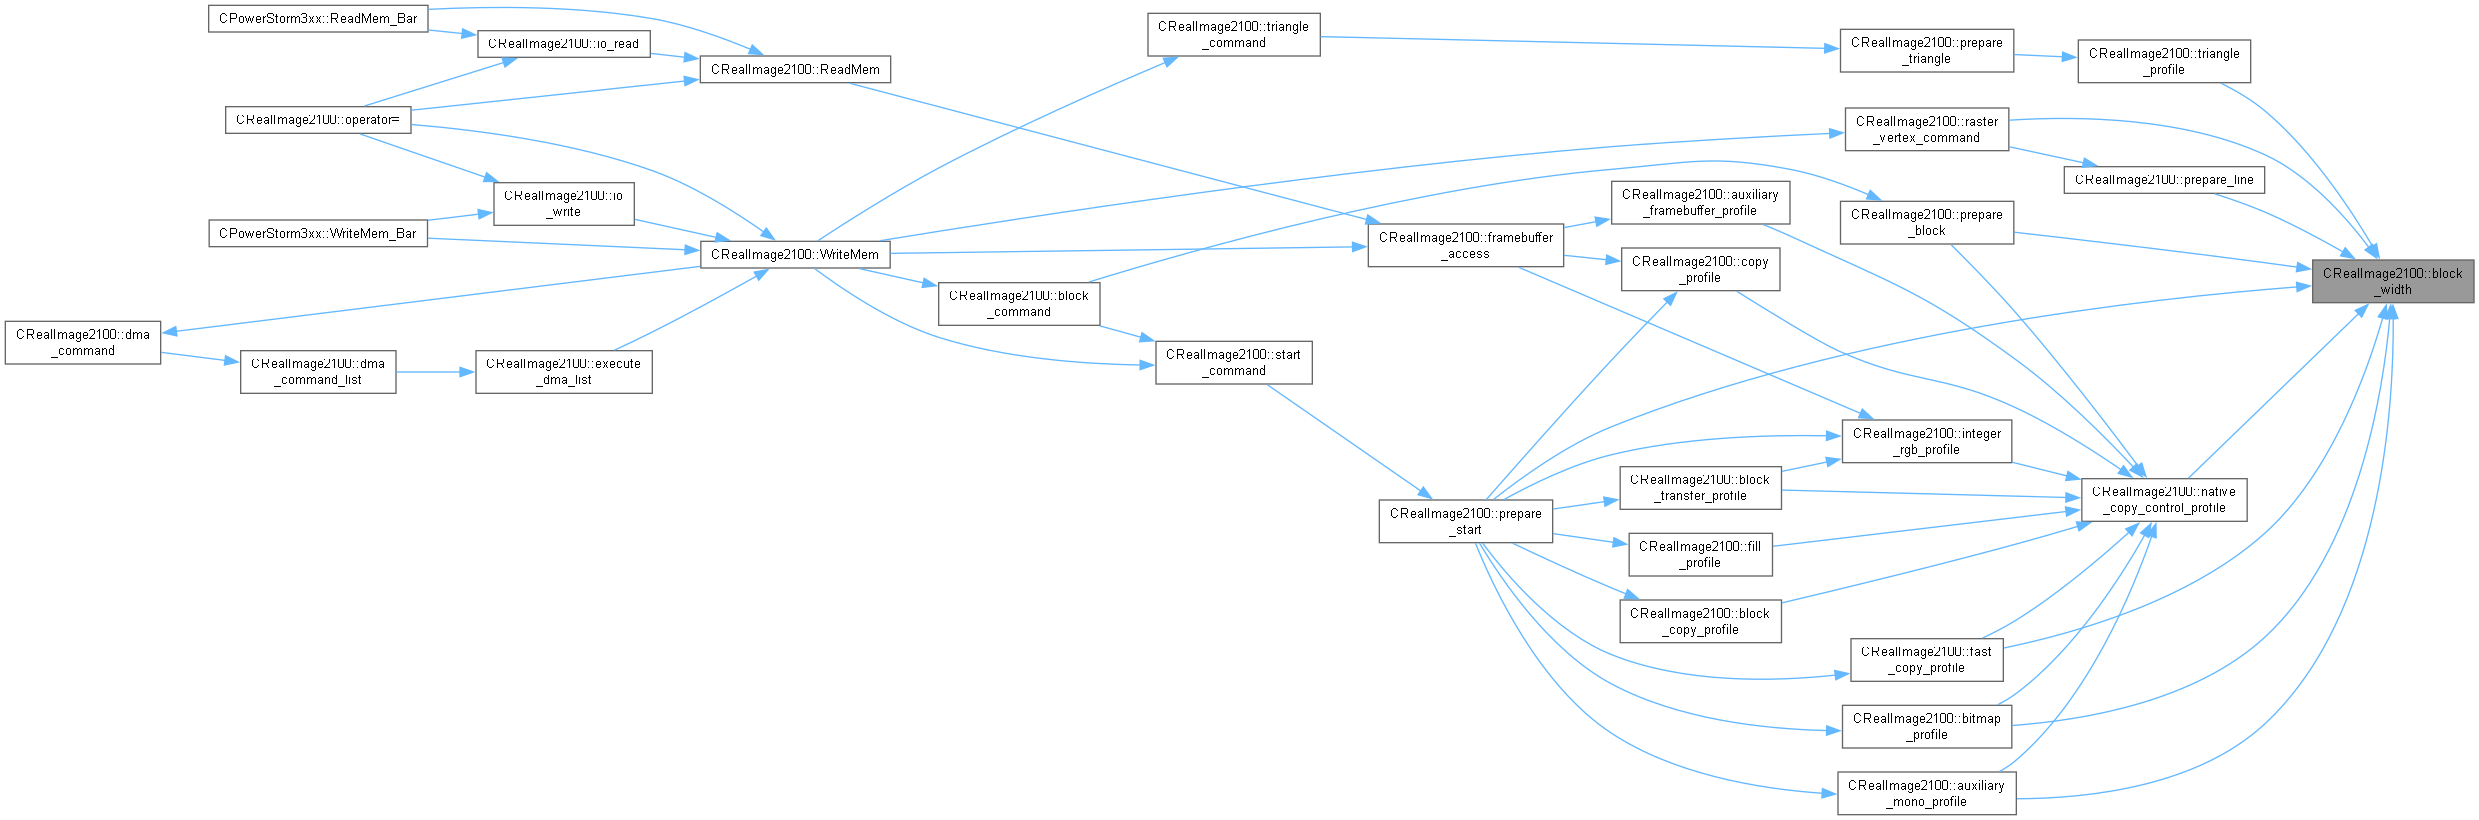 CPowerStorm3xx::ReadMem_Bar
CRealImage2100::io_read
CRealImage2100::ReadMem
CRealImage2100::operator=
CRealImage2100::io
_write
CPowerStorm3xx::WriteMem_Bar
CRealImage2100::WriteMem
CRealImage2100::dma
_command
CRealImage2100::dma
_command_list
CRealImage2100::execute
_dma_list
CRealImage2100::block
_command
CRealImage2100::triangle
_command
CRealImage2100::start
_command
CRealImage2100::framebuffer
_access
CRealImage2100::prepare
_start
CRealImage2100::auxiliary
_framebuffer_profile
CRealImage2100::copy
_profile
CRealImage2100::block
_transfer_profile
CRealImage2100::fill
_profile
CRealImage2100::block
_copy_profile
CRealImage2100::prepare
_triangle
CRealImage2100::raster
_vertex_command
CRealImage2100::prepare
_block
CRealImage2100::integer
_rgb_profile
CRealImage2100::fast
_copy_profile
CRealImage2100::bitmap
_profile
CRealImage2100::auxiliary
_mono_profile
CRealImage2100::triangle
_profile
CRealImage2100::prepare_line
CRealImage2100::native
_copy_control_profile
CRealImage2100::block
_width